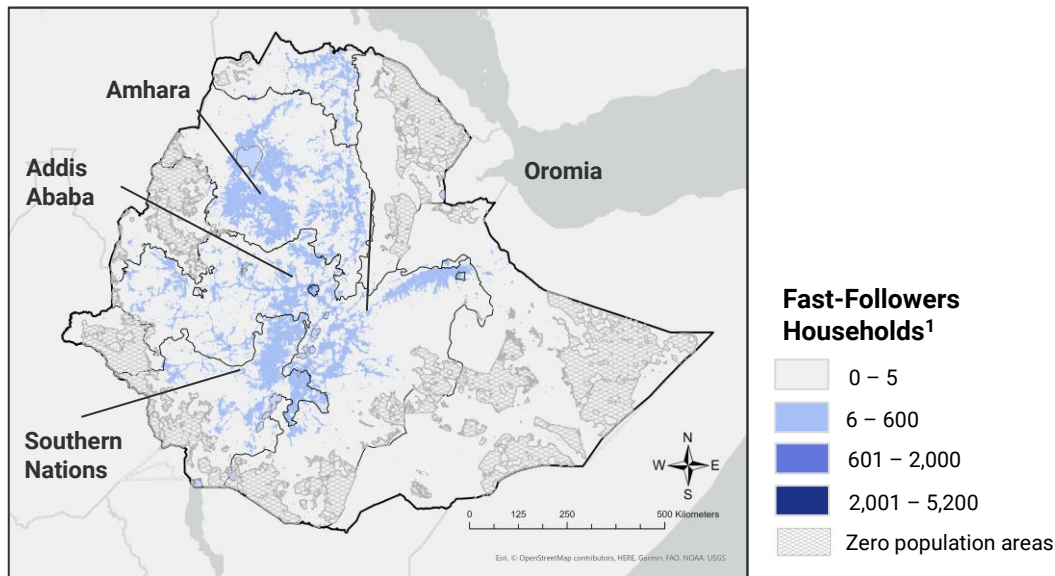 Amhara
Addis
Ababa
Oromia
Southern
Nations
N
W E
S
0 125 250 500 Kilometers
Esri, © OpenStreetMap contributors, HERE, Garmin, FAO, NOAA, USGS
Fast-Followers
Households¹
0 – 5
6 – 600
601 – 2,000
2,001 – 5,200
Zero population areas